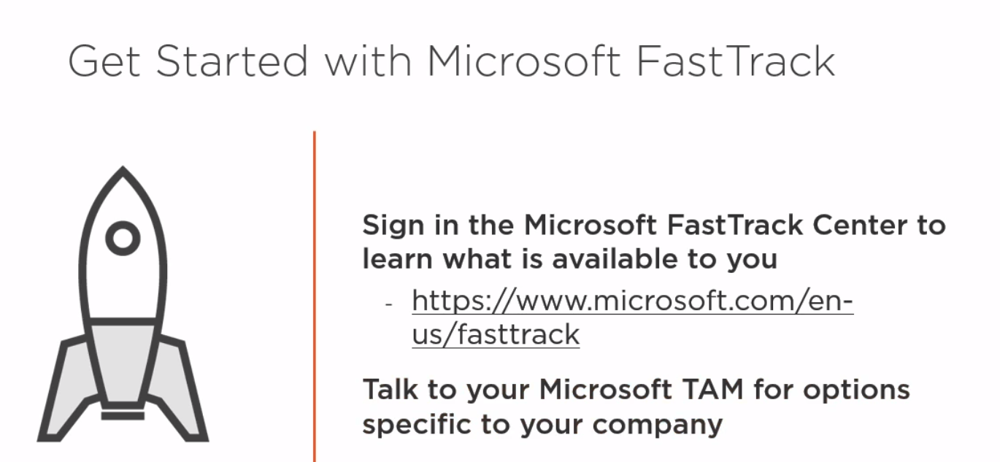 Get Started with Microsoft FastTrack
Sign in the Microsoft FastTrack Center to
learn what is available to you
- https://www.microsoft.com/en-
us/fasttrack
Talk to your Microsoft TAM for options
specific to your company